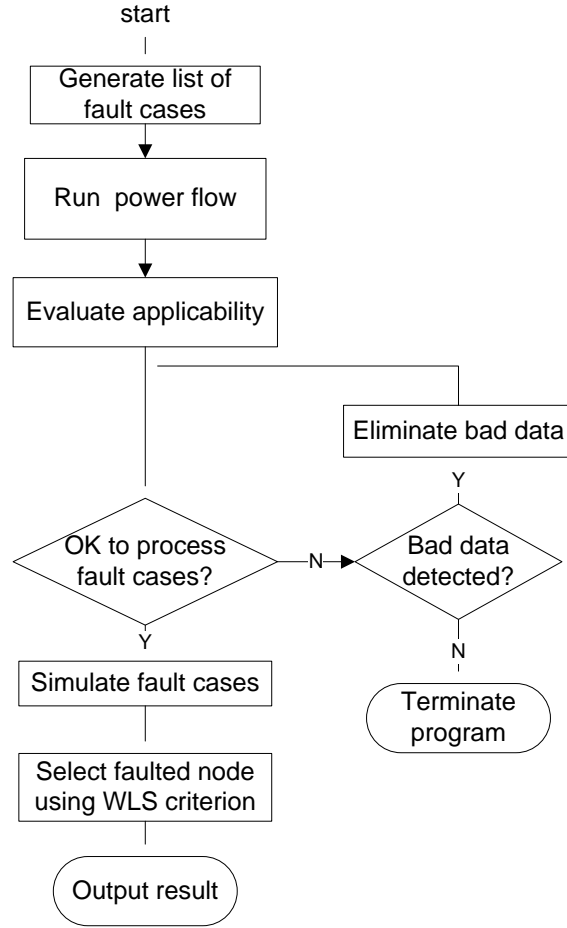 start
Generate list of
fault cases
Run power flow
Evaluate applicability
Eliminate bad data
Y
OK to process
fault cases?
N
Bad data
detected?
Y
N
Simulate fault cases
Terminate
program
Select faulted node
using WLS criterion
Output result